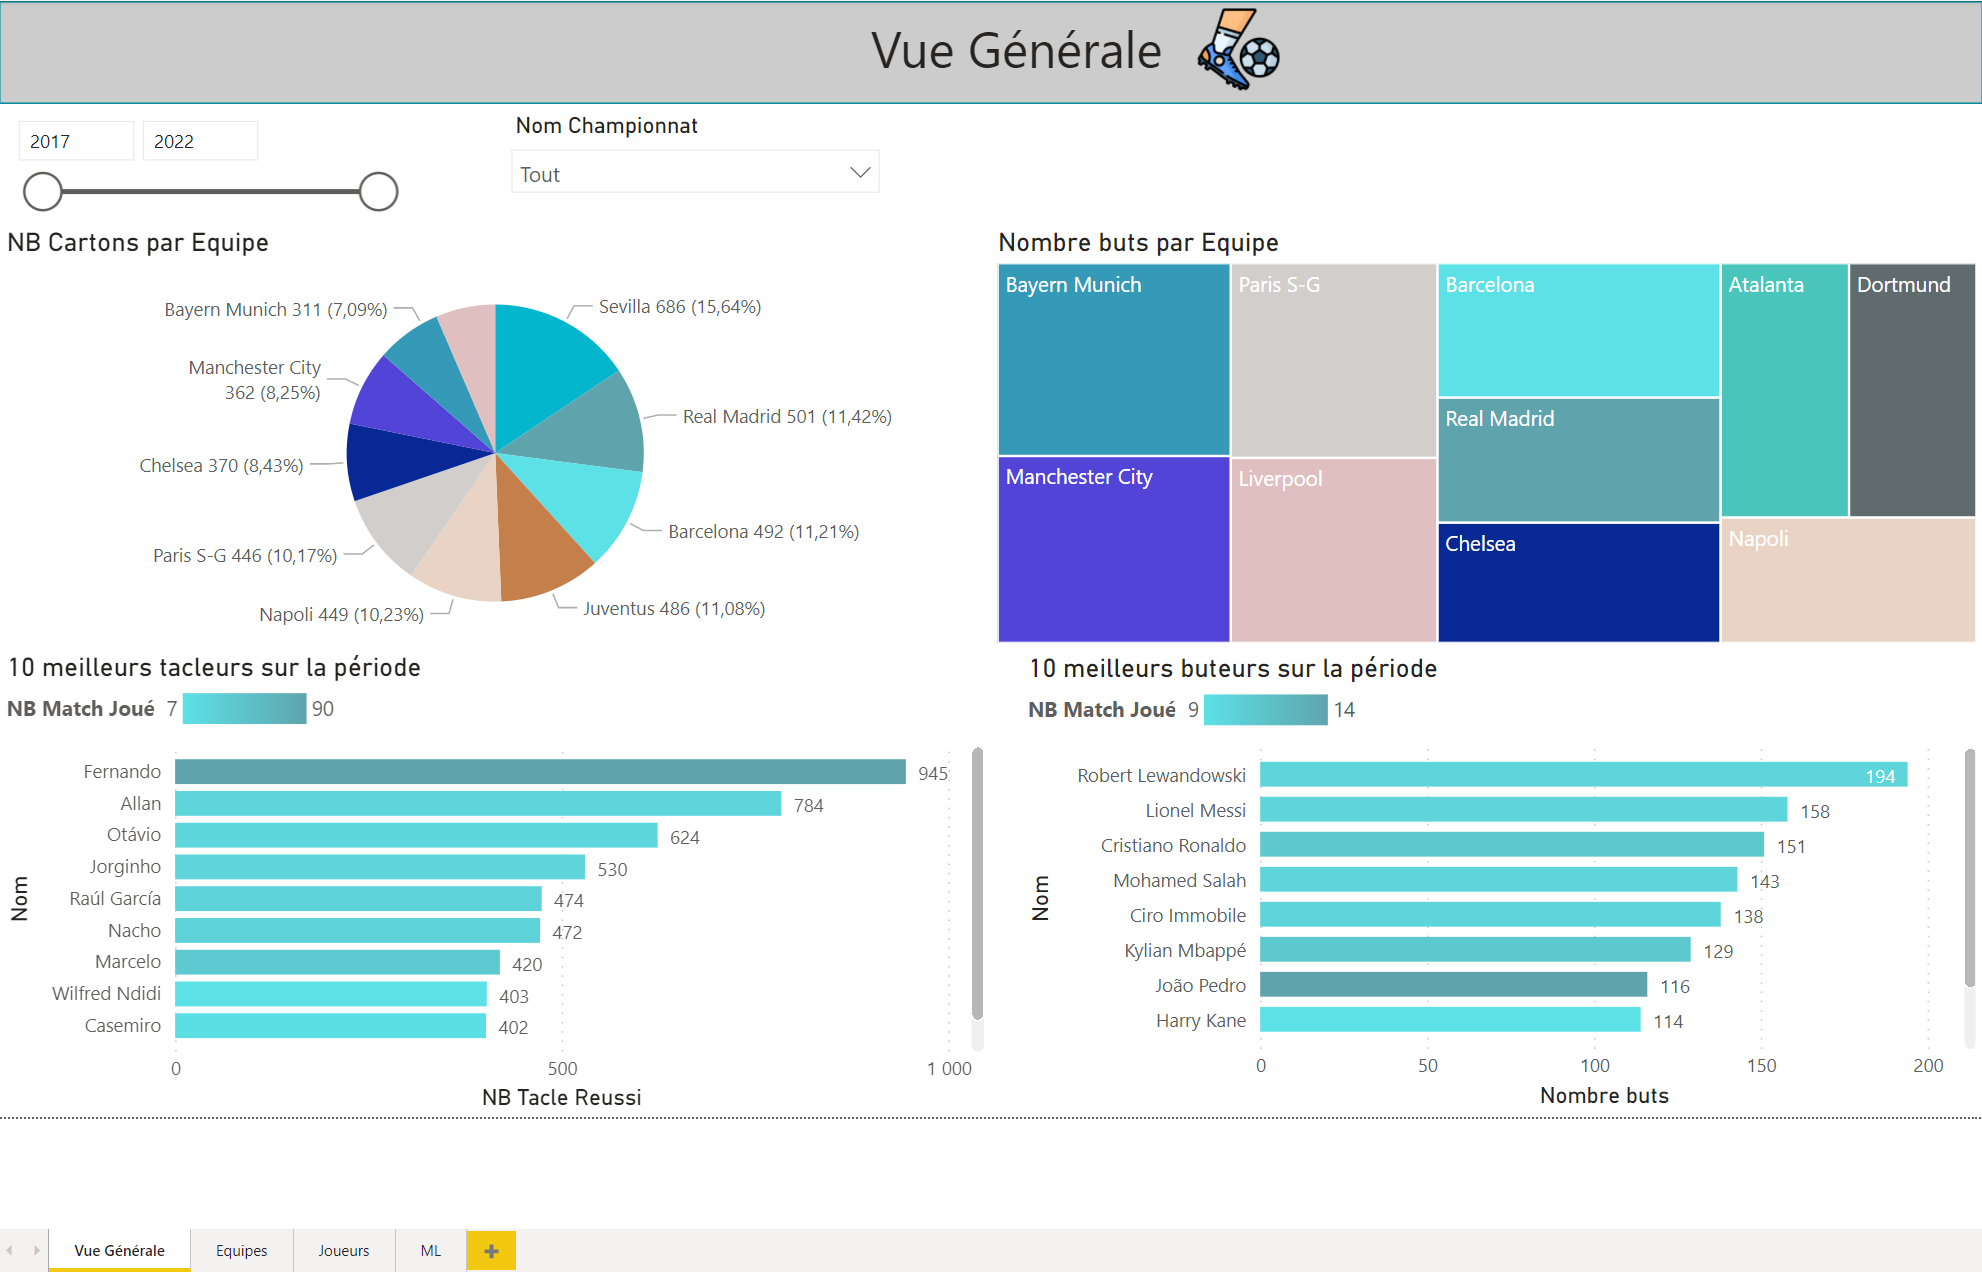 Vue Générale
2017
2022
Nom Championnat
Tout
NB Cartons par Equipe
Bayern Munich 311 (7,09%)
Sevilla 686 (15,64%)
Manchester City
362 (8,25%)
Real Madrid 501 (11,42%)
Chelsea 370 (8,43%)
Barcelona 492 (11,21%)
Paris S-G 446 (10,17%)
Napoli 449 (10,23%)
Juventus 486 (11,08%)
Nombre buts par Equipe
Bayern Munich
Paris S-G
Barcelona
Atalanta
Dortmund
Real Madrid
Manchester City
Liverpool
Chelsea
Napoli
10 meilleurs tacleurs sur la période
NB Match Joué 7 90
Nom
Fernando 945
Allan 784
Otávio 624
Jorginho 530
Raúl García 474
Nacho 472
Marcelo 420
Wilfred Ndidi 403
Casemiro 402
0 500 1 000
NB Tacle Reussi
10 meilleurs buteurs sur la période
NB Match Joué 9 14
Nom
Robert Lewandowski 194
Lionel Messi 158
Cristiano Ronaldo 151
Mohamed Salah 143
Ciro Immobile 138
Kylian Mbappé 129
João Pedro 116
Harry Kane 114
0 50 100 150 200
Nombre buts
Vue Générale Equipes Joueurs ML